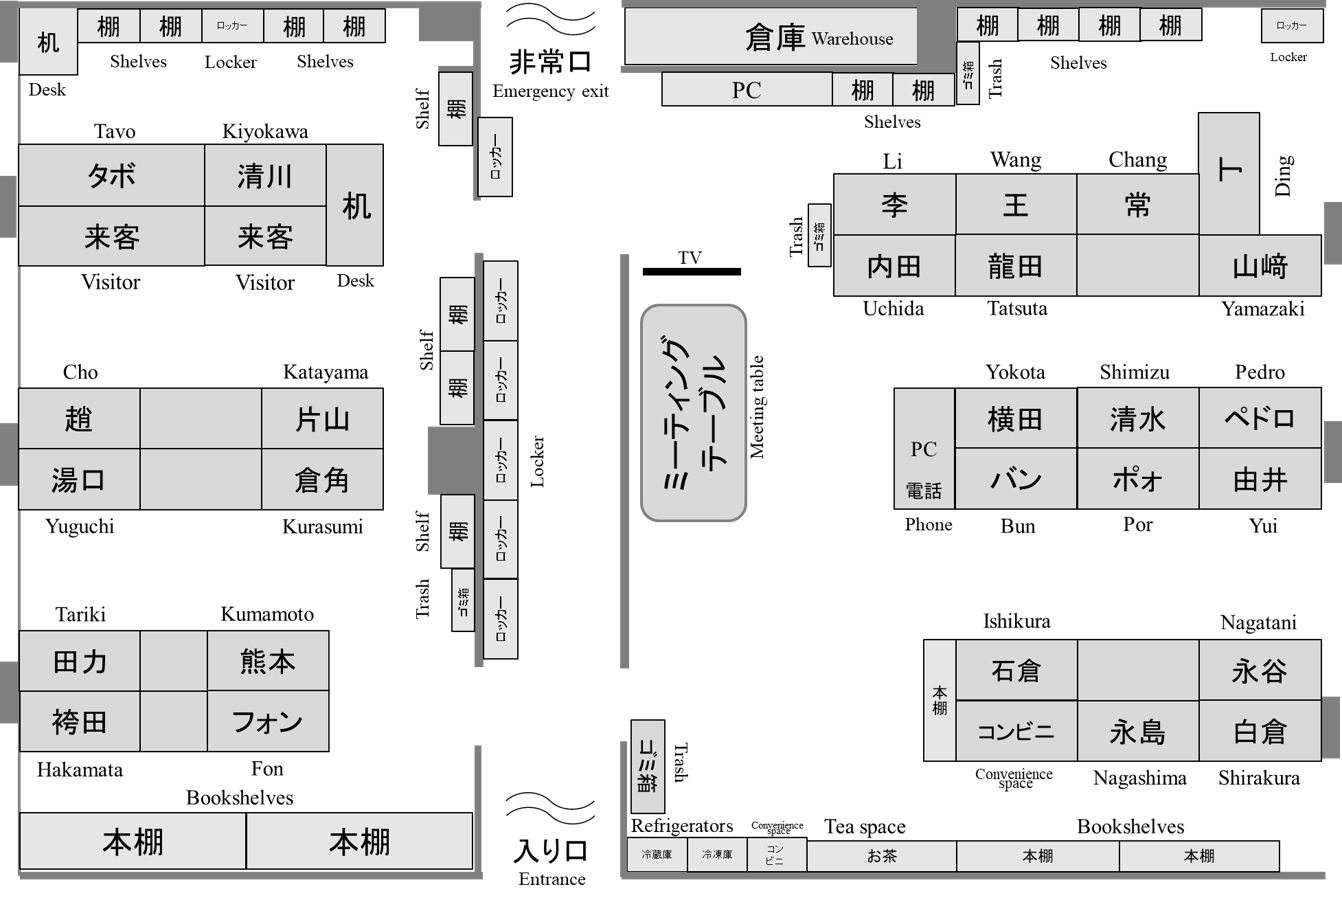 机
棚
棚
ロッカー
棚
棚
Desk
Shelves
Locker
Shelves
非常口
Emergency exit
倉庫 Warehouse
PC
棚
棚
Shelves
棚
棚
棚
棚
Shelves
ゴミ箱
Trash
ロッカー
Locker
棚
Shelf
ロッカー
Tavo
Kiyokawa
タボ
清川
机
来客
来客
Visitor
Visitor
Desk
Li
Wang
Chang
李
王
常
丁
Ding
ゴミ箱
Trash
内田
龍田
山﨑
Uchida
Tatsuta
Yamazaki
TV
ミーティング
テーブル
Meeting table
棚
棚
Shelf
ロッカー
ロッカー
ロッカー
ロッカー
ロッカー
Locker
棚
Shelf
ゴミ箱
Trash
Cho
Katayama
趙
片山
湯口
倉角
Yuguchi
Kurasumi
Yokota
Shimizu
Pedro
横田
清水
ペドロ
PC
電話
バン
ポォ
由井
Phone
Bun
Por
Yui
Tariki
Kumamoto
田力
熊本
袴田
フォン
Hakamata
Fon
Ishikura
Nagatani
本棚
石倉
永谷
コンビニ
永島
白倉
Convenience
space
Nagashima
Shirakura
Bookshelves
本棚
本棚
入り口
Entrance
ゴミ箱
Trash
Refrigerators
Convenience
space
Tea space
Bookshelves
冷蔵庫
冷凍庫
コン
ビニ
お茶
本棚
本棚